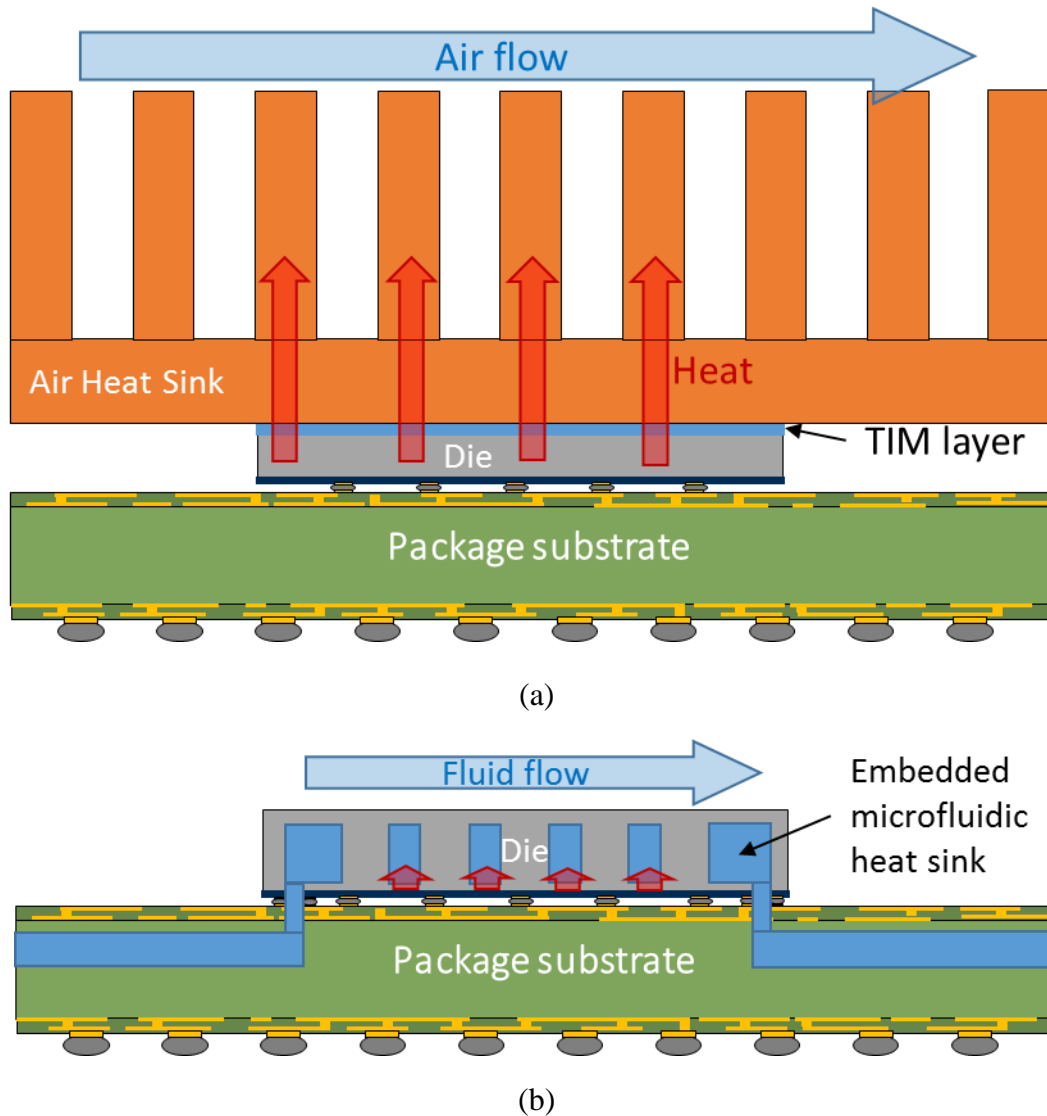 Air flow
Air Heat Sink
Heat
TIM layer
Die
Package substrate
(a)
Fluid flow
Embedded
microfluidic
heat sink
Die
Package substrate
(b)